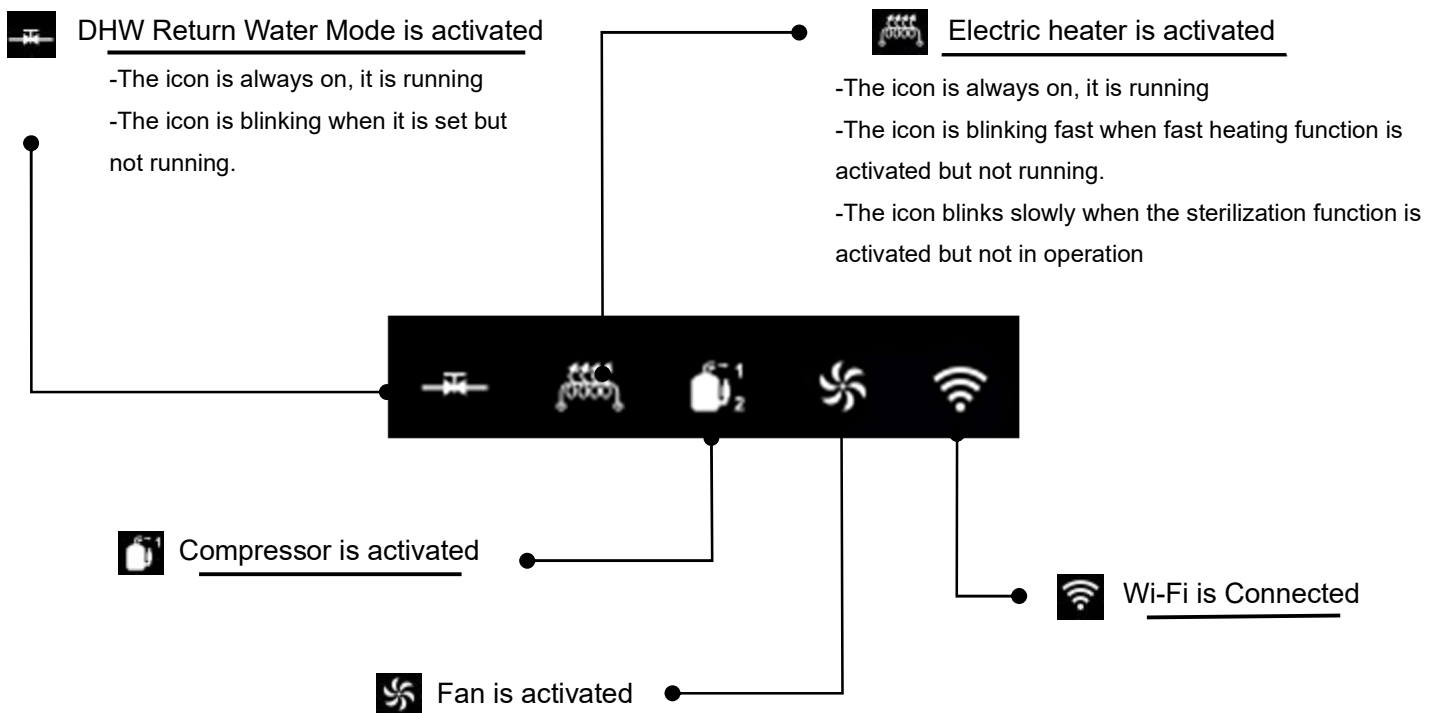 DHW Return Water Mode is activated
-The icon is always on, it is running
-The icon is blinking when it is set but
not running.
Electric heater is activated
-The icon is always on, it is running
-The icon is blinking fast when fast heating function is
activated but not running.
-The icon blinks slowly when the sterilization function is
activated but not in operation
1
2
Compressor is activated
1
Wi-Fi is Connected
Fan is activated